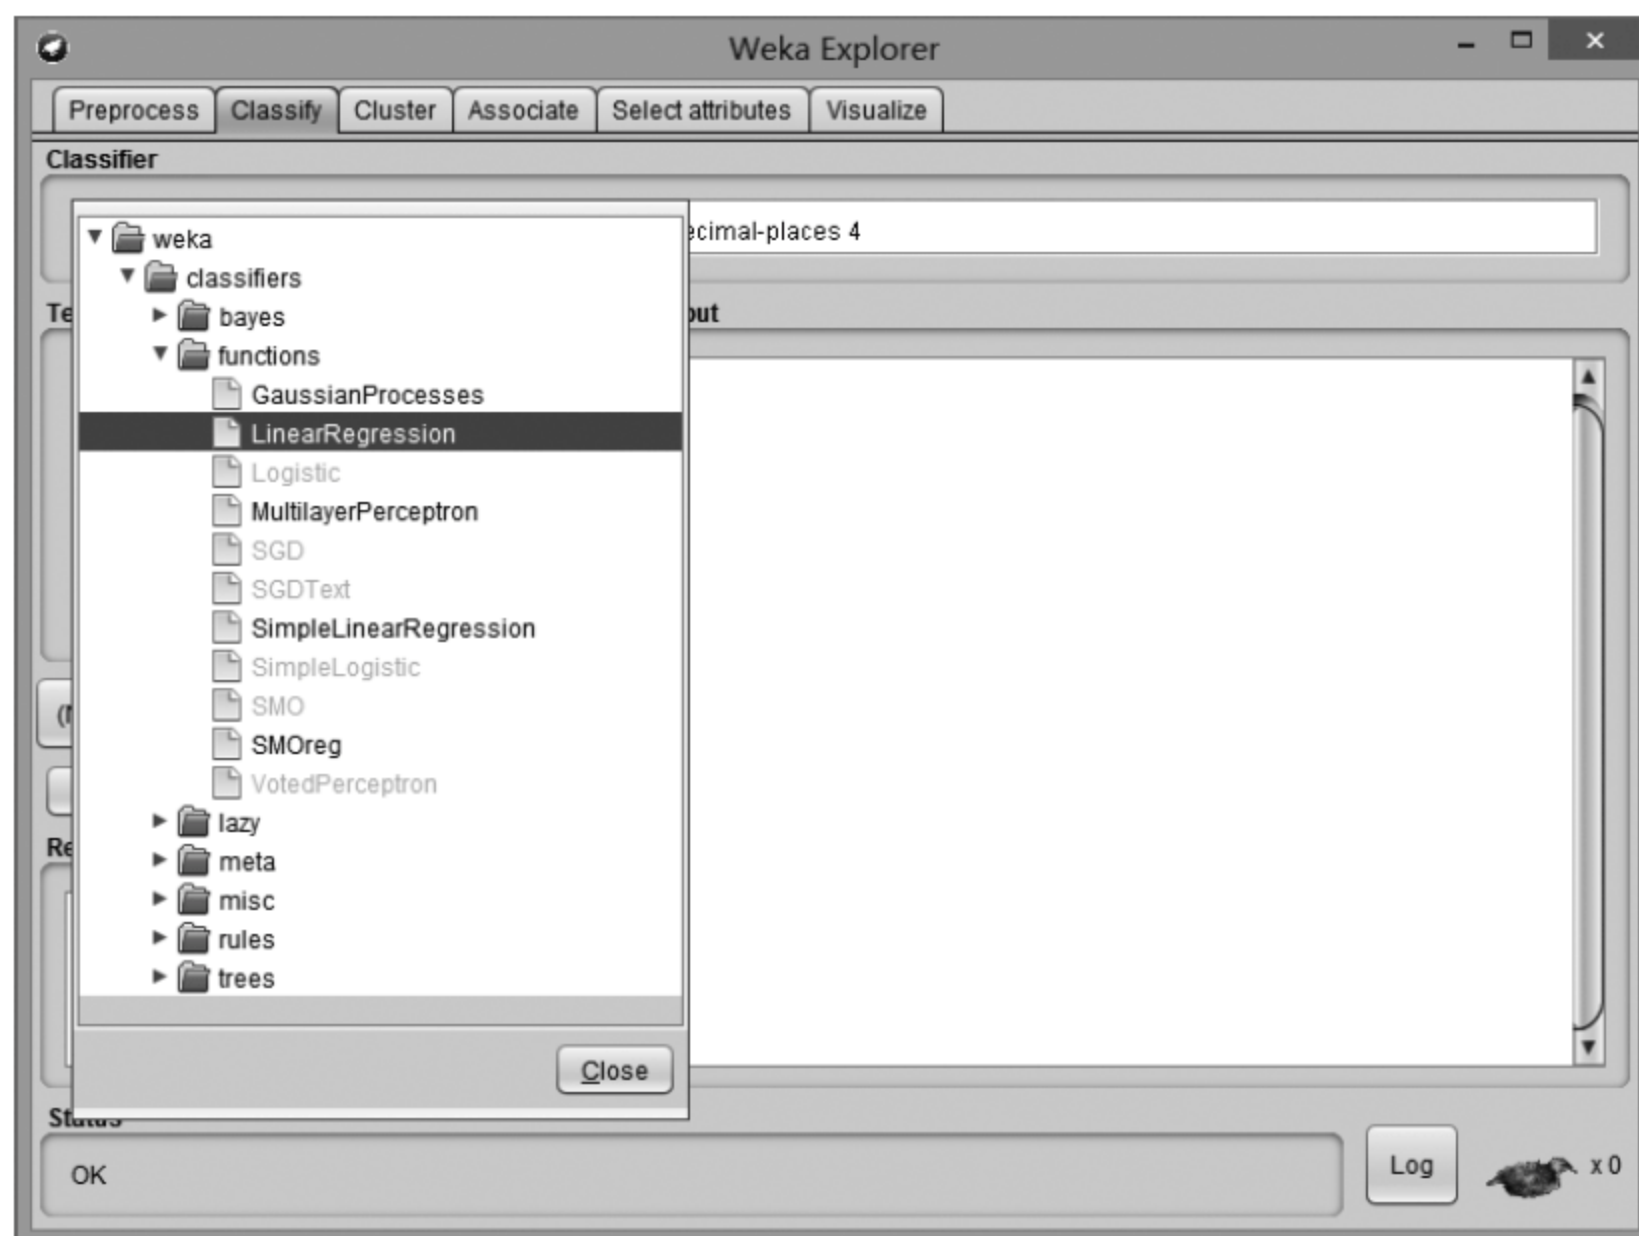 Weka Explorer
Preprocess Classify Cluster Associate Select attributes Visualize
Classifier
weka
ecimal-places 4
classifiers
bayes
functions
GaussianProcesses
LinearRegression
Logistic
MultilayerPerceptron
SGD
SGDText
SimpleLinearRegression
SimpleLogistic
SMO
SMOreg
VotedPerceptron
lazy
meta
misc
rules
trees
Close
Status
OK
Log
x 0